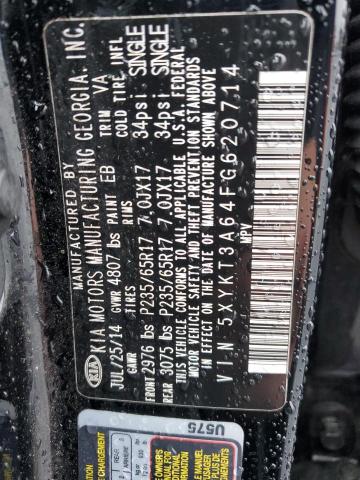 MANUFACTURED BY
KIA KIA MOTORS MANUFACTURING GEORGIA, INC.
JUL/25/14 GVWR 4807 lbs PAINT EB TRIM VA
TIRES RIMS COLD TIRE INFL
FRONT 2976 lbs P235/65R17 7.0JX17 34psi SINGLE
REAR 3075 lbs P235/65R17 7.0JX17 34psi SINGLE
THIS VEHICLE CONFORMS TO ALL APPLICABLE U.S.A. FEDERAL
MOTOR VEHICLE SAFETY AND THEFT PREVENTION STANDARDS
IN EFFECT ON THE DATE OF MANUFACTURE SHOWN ABOVE
VIN 5XYKT3A64FG620714
MPV
U575
REAR